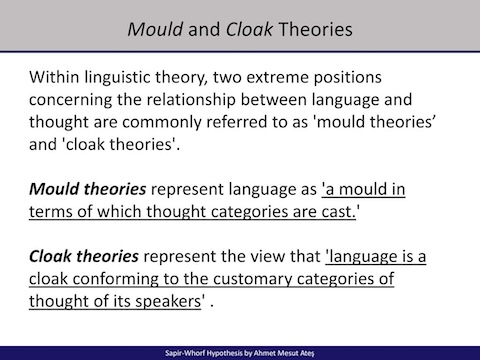 Mould and Cloak Theories
Within linguistic theory, two extreme positions
concerning the relationship between language and
thought are commonly referred to as 'mould theories’
and 'cloak theories'.
Mould theories represent language as 'a mould in
terms of which thought categories are cast.'
Cloak theories represent the view that 'language is a
cloak conforming to the customary categories of
thought of its speakers' .
Sapir-Whorf Hypothesis by Ahmet Mesut Ateş